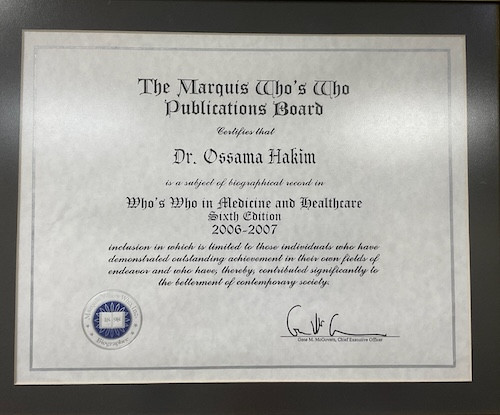 The Marquis Who's Who
Publications Board
Certifies that
Dr. Ossama Hakim
is a subject of biographical record in
Who's Who in Medicine and Healthcare
Sixth Edition
2006-2007
inclusion in which is limited to those individuals who have
demonstrated outstanding achievement in their own fields of
endeavor and who have, thereby, contributed significantly to
the betterment of contemporary society.
Gene M. McGovern, Chief Executive Officer